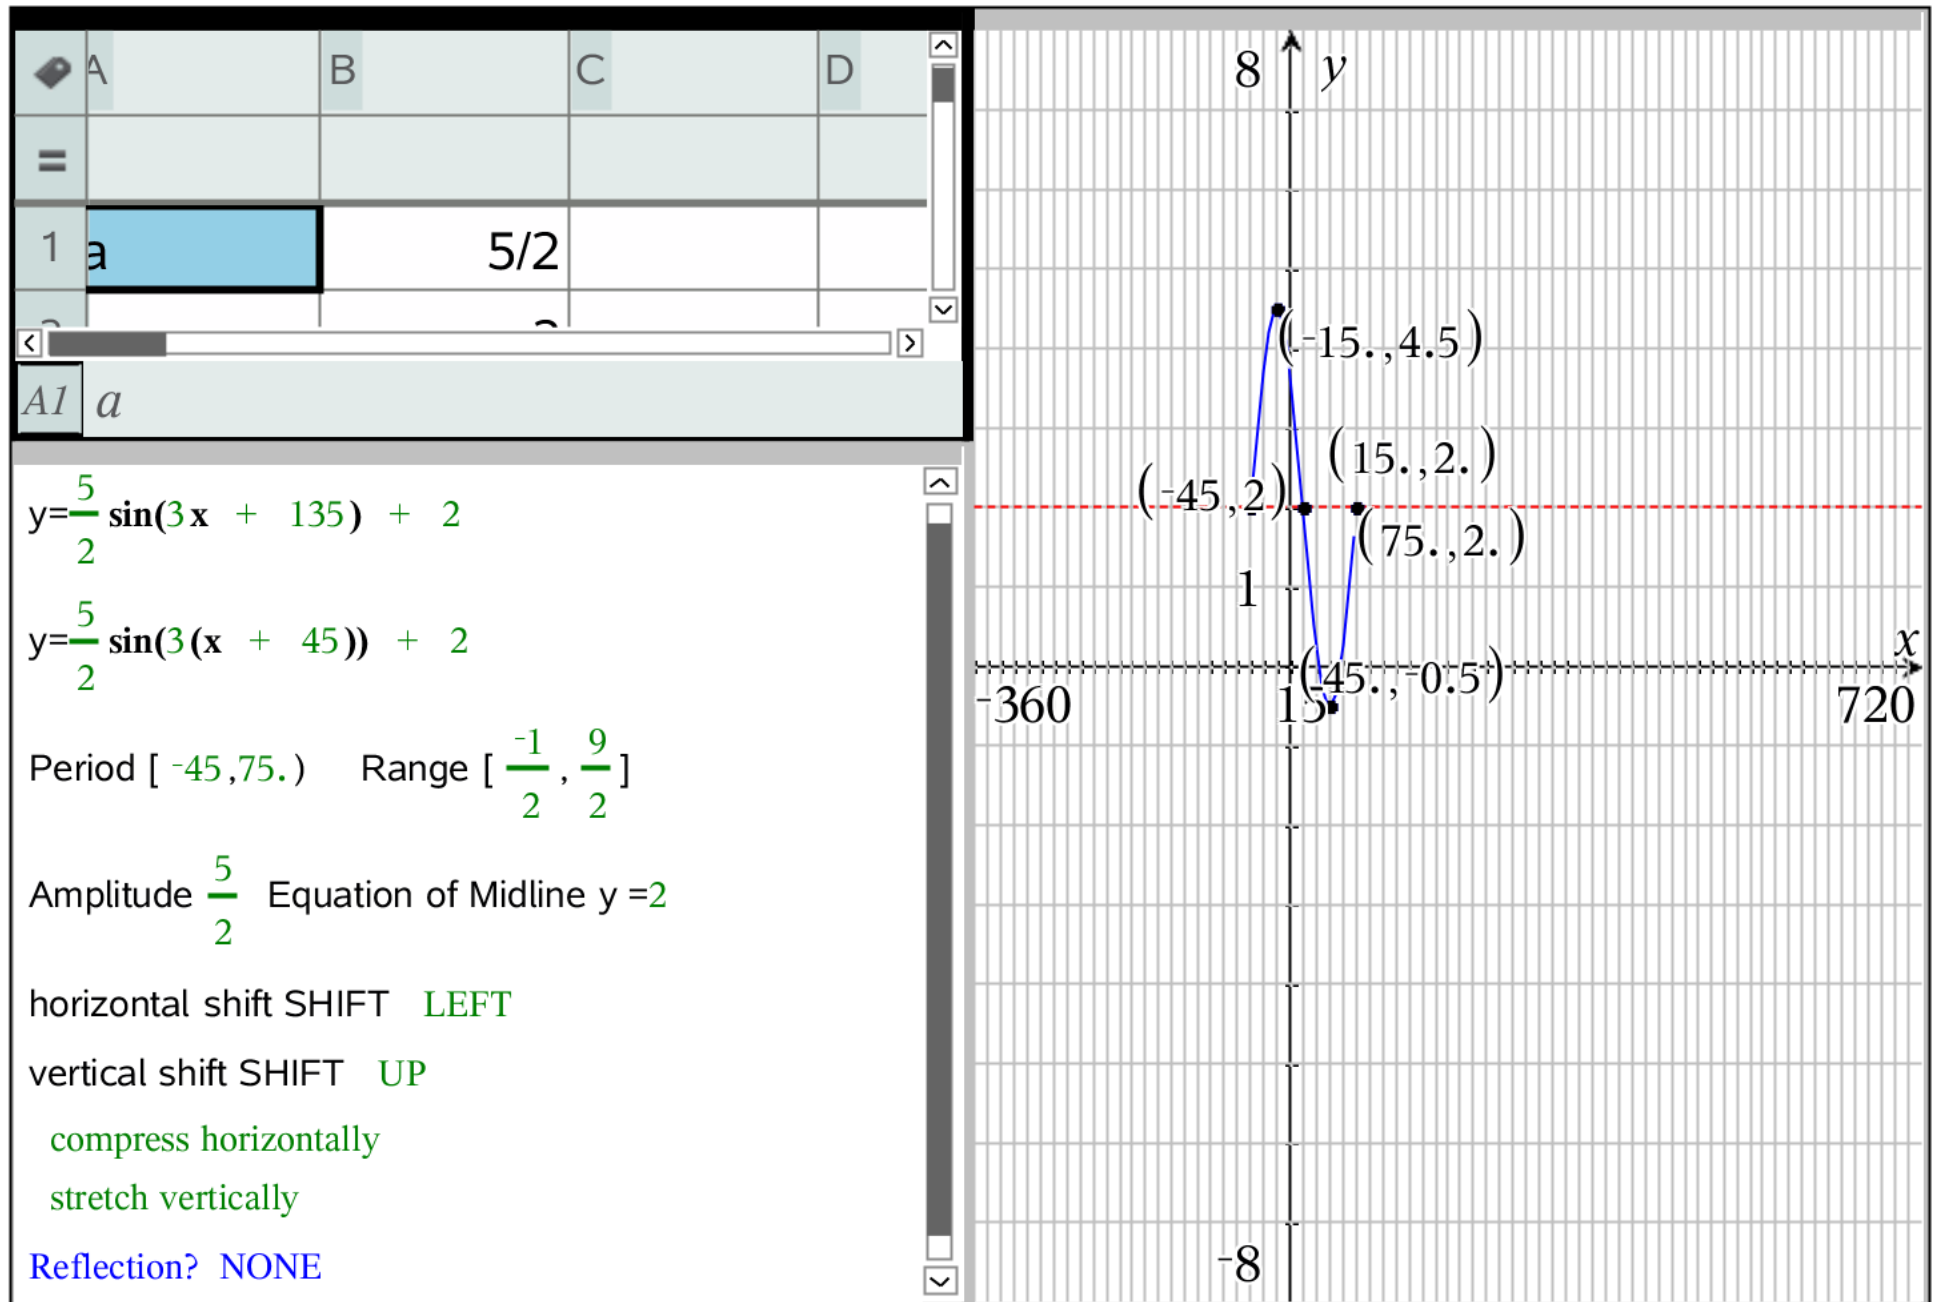 A B C D
=
1 a 5/2
A1 a
y=5/2 sin(3x + 135) + 2
y=5/2 sin(3(x + 45)) + 2
Period [ -45,75.) Range [ -1/2 , 9/2 ]
Amplitude 5/2 Equation of Midline y =2
horizontal shift SHIFT LEFT
vertical shift SHIFT UP
compress horizontally
stretch vertically
Reflection? NONE
8 y
(-15.,4.5)
(15.,2.)
(-45,2)
(75.,2.)
1
x
(45.,-0.5)
-360 15 720
-8